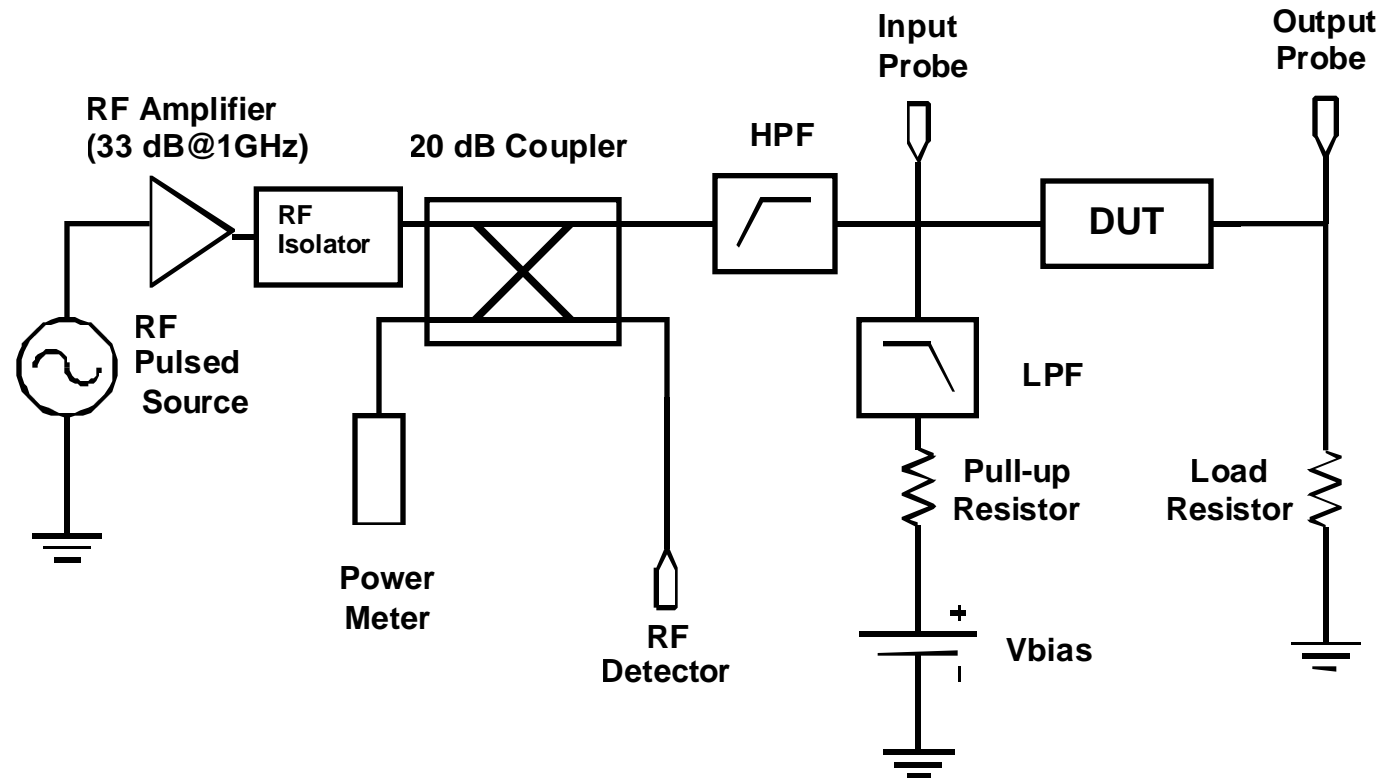 Input
Probe
Output
Probe
RF Amplifier
(33 dB@1GHz)
20 dB Coupler
HPF
RF
Isolator
DUT
RF
Pulsed
Source
LPF
Pull-up
Resistor
Load
Resistor
Power
Meter
RF
Detector
+
Vbias
-